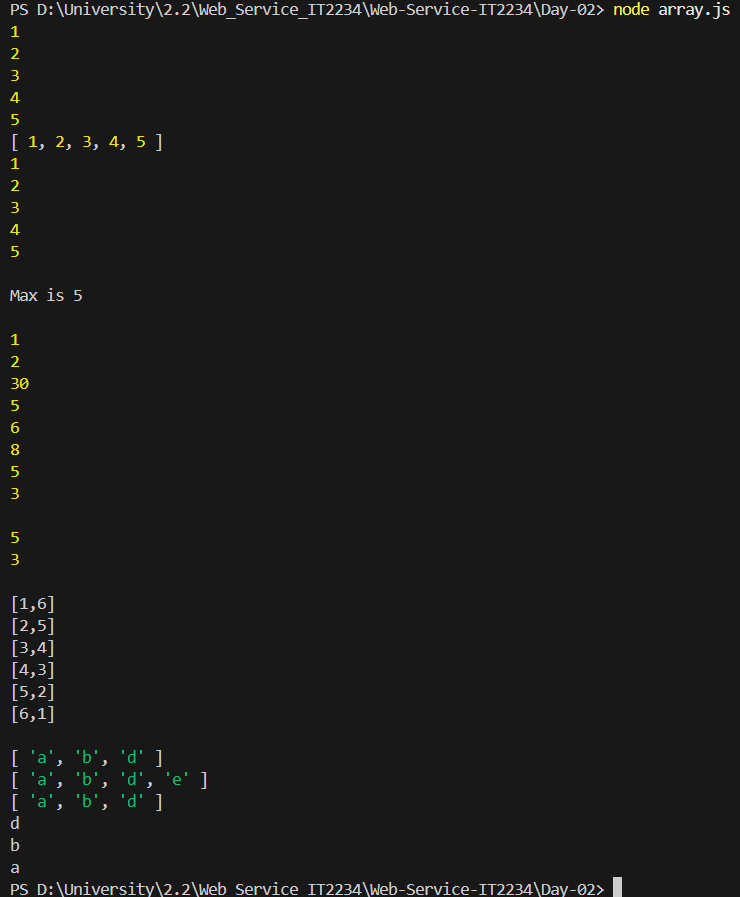 PS D:\University\2.2\Web_Service_IT2234\Web-Service-IT2234\Day-02> node array.js
1
2
3
4
5
[ 1, 2, 3, 4, 5 ]
1
2
3
4
5
Max is 5
1
2
30
5
6
8
5
3
5
3
[1,6]
[2,5]
[3,4]
[4,3]
[5,2]
[6,1]
[ 'a', 'b', 'd' ]
[ 'a', 'b', 'd', 'e' ]
[ 'a', 'b', 'd' ]
d
b
a
PS D:\University\2.2\Web_Service_IT2234\Web-Service-IT2234\Day-02>